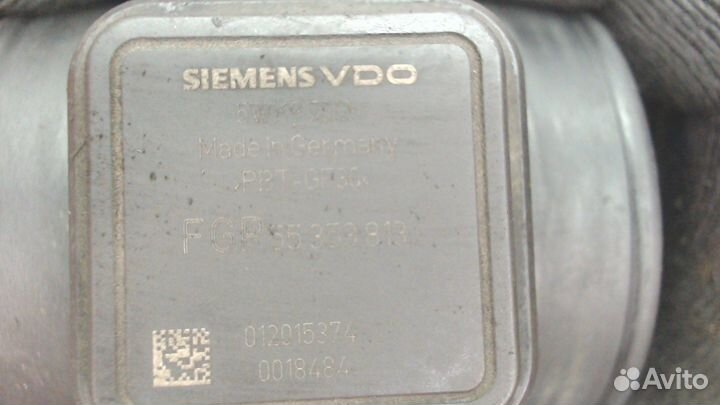 SIEMENS VDO
Made in Germany
>PBT-GF30<
FGP 55 353 813
012015374
0018484
Avito